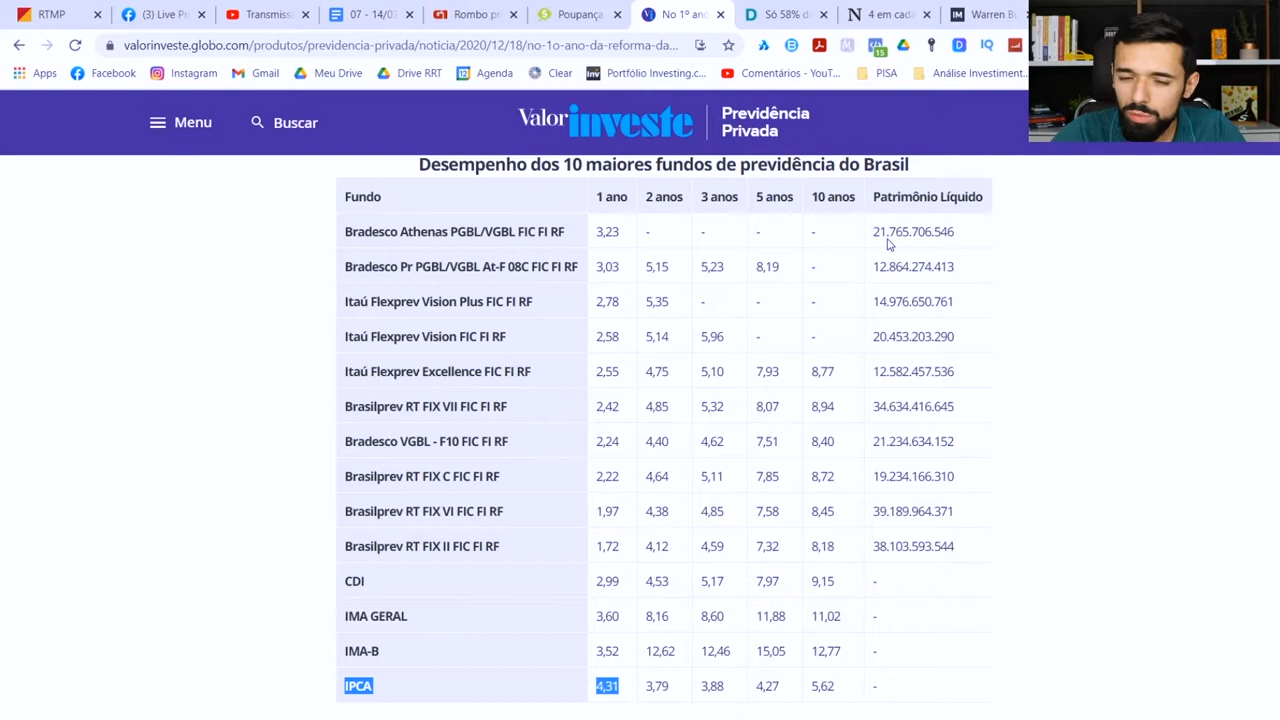 RTMP
(3) Live Pr
Transmiss
07 - 14/03
Rombo pr
Poupança
No 1º ano
Só 58% d
4 em cada
Warren Bu
valorinveste.globo.com/produtos/previdencia-privada/noticia/2020/12/18/no-1o-ano-da-reforma-da...
15
Apps
Facebook
Instagram
Gmail
Meu Drive
Drive RRT
Agenda
Clear
Inv Portfólio Investing.c...
Comentários - YouT...
PISA
Análise Investiment...
Menu
Buscar
Valor investe
Previdência
Privada
Desempenho dos 10 maiores fundos de previdência do Brasil
Fundo 1 ano 2 anos 3 anos 5 anos 10 anos Patrimônio Líquido
Bradesco Athenas PGBL/VGBL FIC FI RF 3,23 - - - - 21.765.706.546
Bradesco Pr PGBL/VGBL At-F 08C FIC FI RF 3,03 5,15 5,23 8,19 - 12.864.274.413
Itaú Flexprev Vision Plus FIC FI RF 2,78 5,35 - - - 14.976.650.761
Itaú Flexprev Vision FIC FI RF 2,58 5,14 5,96 - - 20.453.203.290
Itaú Flexprev Excellence FIC FI RF 2,55 4,75 5,10 7,93 8,77 12.582.457.536
Brasilprev RT FIX VII FIC FI RF 2,42 4,85 5,32 8,07 8,94 34.634.416.645
Bradesco VGBL - F10 FIC FI RF 2,24 4,40 4,62 7,51 8,40 21.234.634.152
Brasilprev RT FIX C FIC FI RF 2,22 4,64 5,11 7,85 8,72 19.234.166.310
Brasilprev RT FIX VI FIC FI RF 1,97 4,38 4,85 7,58 8,45 39.189.964.371
Brasilprev RT FIX II FIC FI RF 1,72 4,12 4,59 7,32 8,18 38.103.593.544
CDI 2,99 4,53 5,17 7,97 9,15 -
IMA GERAL 3,60 8,16 8,60 11,88 11,02 -
IMA-B 3,52 12,62 12,46 15,05 12,77 -
IPCA 4,31 3,79 3,88 4,27 5,62 -